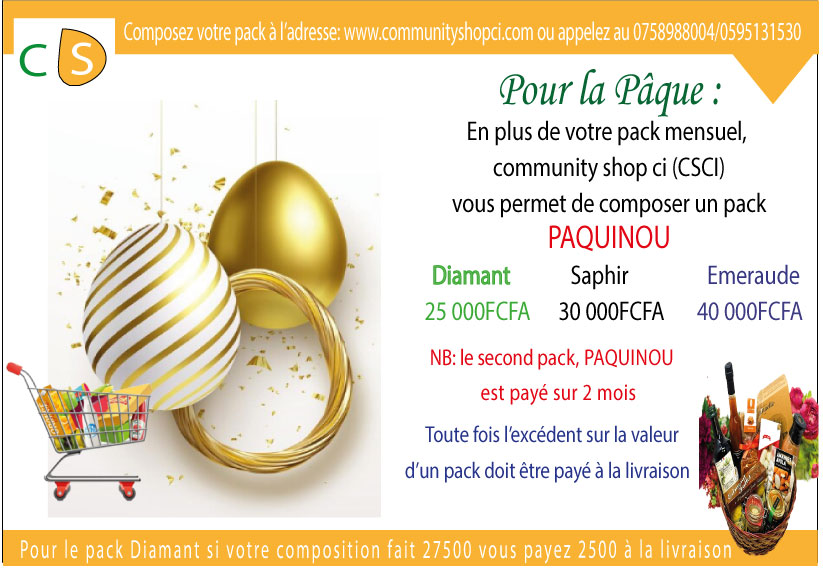 Composez votre pack à l'adresse: www.communityshopci.com ou appelez au 0758988004/0595131530
C S
Pour la Pâque :
En plus de votre pack mensuel,
community shop ci (CSCI)
vous permet de composer un pack
PAQUINOU
Diamant Saphir Emeraude
25 000FCFA 30 000FCFA 40 000FCFA
NB: le second pack, PAQUINOU
est payé sur 2 mois
Toute fois l'excédent sur la valeur
d'un pack doit être payé à la livraison
Pour le pack Diamant si votre composition fait 27500 vous payez 2500 à la livraison